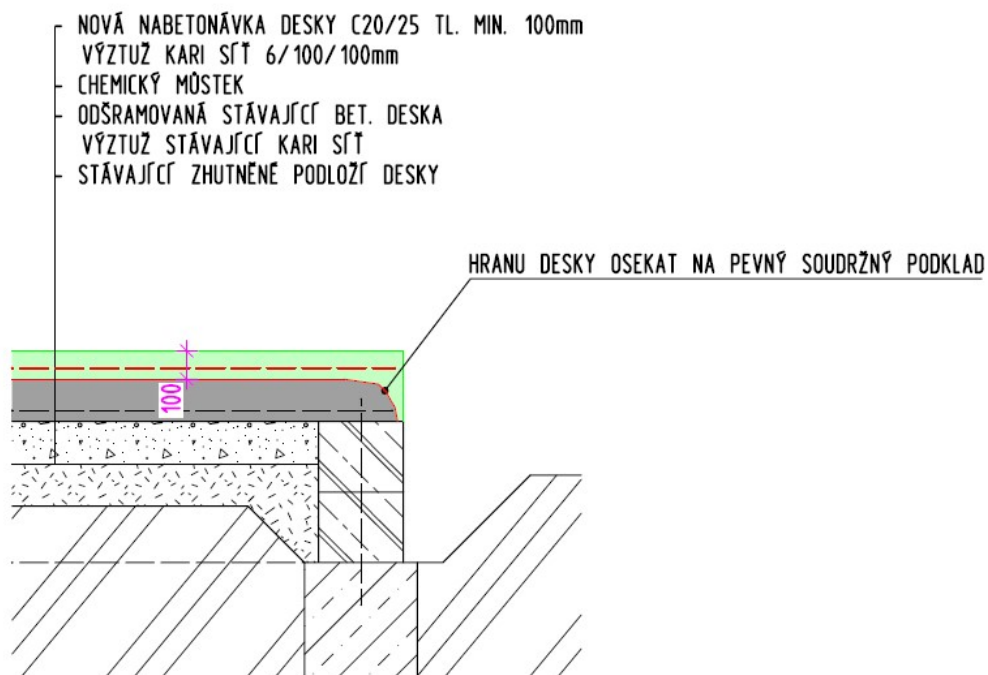 NOVÁ NABETONÁVKA DESKY C20/25 TL. MIN. 100mm
VÝZTUŽ KARI SÍŤ 6/100/100mm
CHEMICKÝ MŮSTEK
ODŠRAMOVANÁ STÁVAJÍCÍ BET. DESKA
VÝZTUŽ STÁVAJÍCÍ KARI SÍŤ
STÁVAJÍCÍ ZHUTNĚNÉ PODLOŽÍ DESKY
HRANU DESKY OSEKAT NA PEVNÝ SOUDRŽNÝ PODKLAD
100